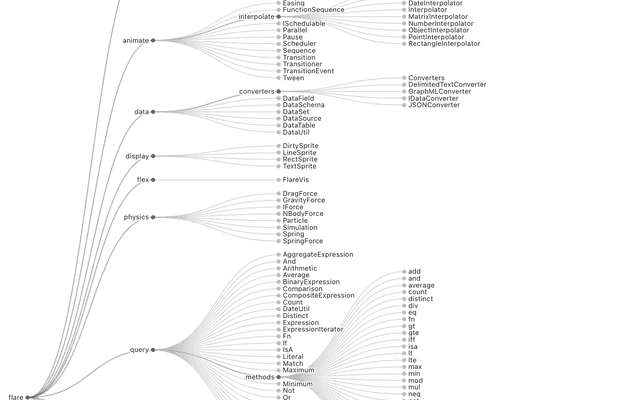 Easing
FunctionSequence
interpolate
ISchedulable
Parallel
Pause
Scheduler
Sequence
Transition
Transitioner
TransitionEvent
Tween
DateInterpolator
Interpolator
MatrixInterpolator
NumberInterpolator
ObjectInterpolator
PointInterpolator
RectangleInterpolator
animate
converters
Converters
DelimitedTextConverter
GraphMLConverter
IDataConverter
JSONConverter
data
DataField
DataSchema
DataSet
DataSource
DataTable
DataUtil
display
DirtySprite
LineSprite
RectSprite
TextSprite
flex
FlareVis
physics
DragForce
GravityForce
IForce
NBodyForce
Particle
Simulation
Spring
SpringForce
query
AggregateExpression
And
Arithmetic
Average
BinaryExpression
Comparison
CompositeExpression
Count
DateUtil
Distinct
Expression
ExpressionIterator
Fn
If
IsA
Literal
Match
Maximum
methods
Minimum
Not
Or
add
and
average
count
distinct
div
eq
fn
gt
gte
iff
isa
lt
lte
max
min
mod
mul
neq
flare